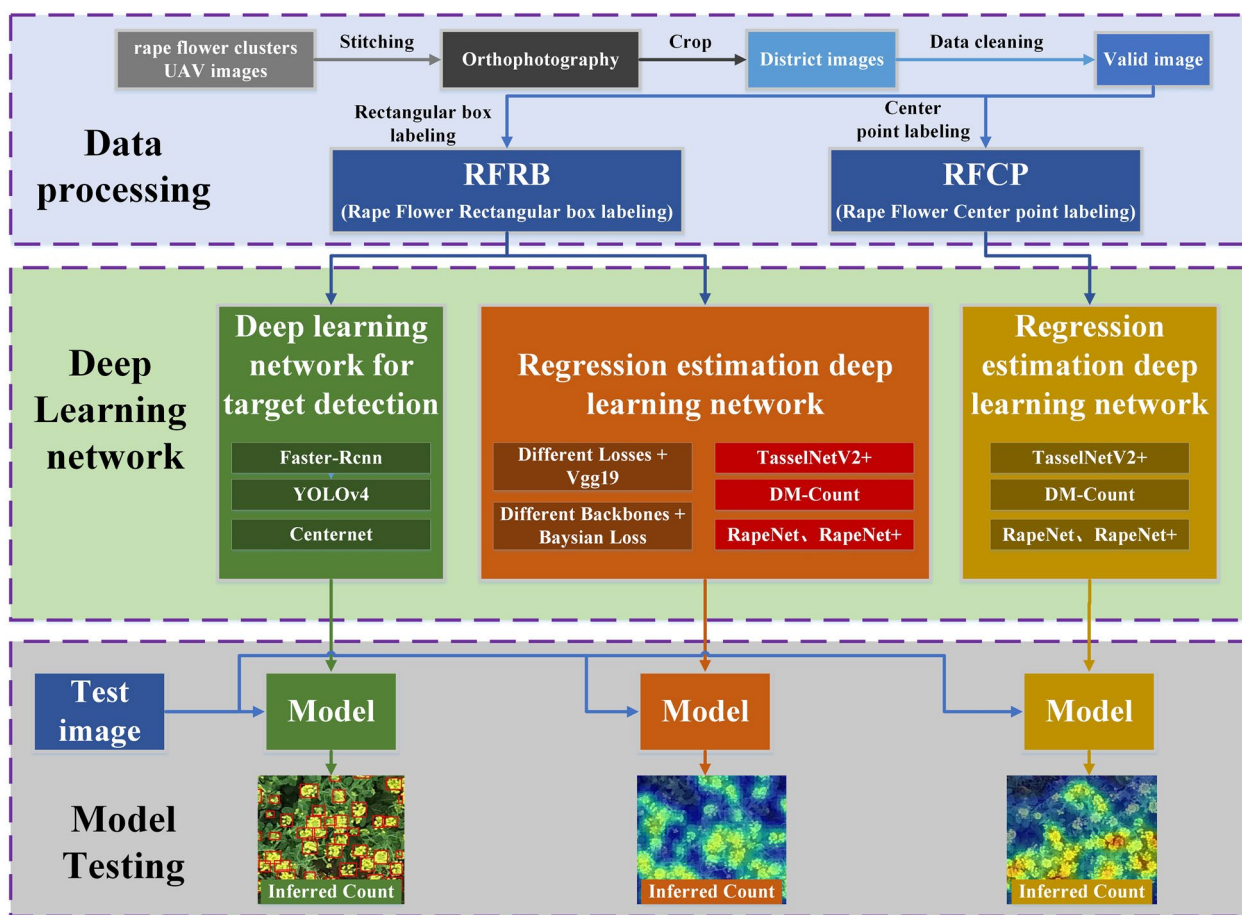 rape flower clusters
UAV images
Stitching
Orthophotography
Crop
District images
Data cleaning
Valid image
Rectangular box
labeling
Center
point labeling
Data
processing
RFRB
(Rape Flower Rectangular box labeling)
RFCP
(Rape Flower Center point labeling)
Deep
Learning
network
Deep learning
network for
target detection
Faster-Rcnn
YOLOv4
Centernet
Regression estimation deep
learning network
Different Losses +
Vgg19
Different Backbones +
Baysian Loss
TasselNetV2+
DM-Count
RapeNet、RapeNet+
Regression
estimation deep
learning network
TasselNetV2+
DM-Count
RapeNet、RapeNet+
Test
image
Model
Model
Model
Model
Testing
Inferred Count
Inferred Count
Inferred Count